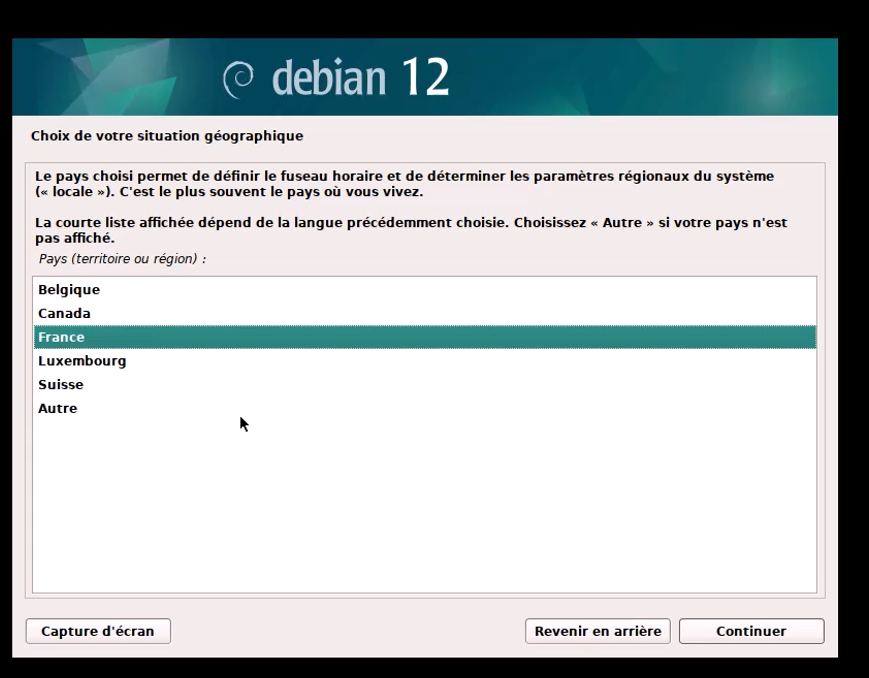 debian 12
Choix de votre situation géographique
Le pays choisi permet de définir le fuseau horaire et de déterminer les paramètres régionaux du système
(« locale »). C'est le plus souvent le pays où vous vivez.
La courte liste affichée dépend de la langue précédemment choisie. Choisissez « Autre » si votre pays n'est
pas affiché.
Pays (territoire ou région) :
Belgique
Canada
France
Luxembourg
Suisse
Autre
Capture d'écran
Revenir en arrière
Continuer